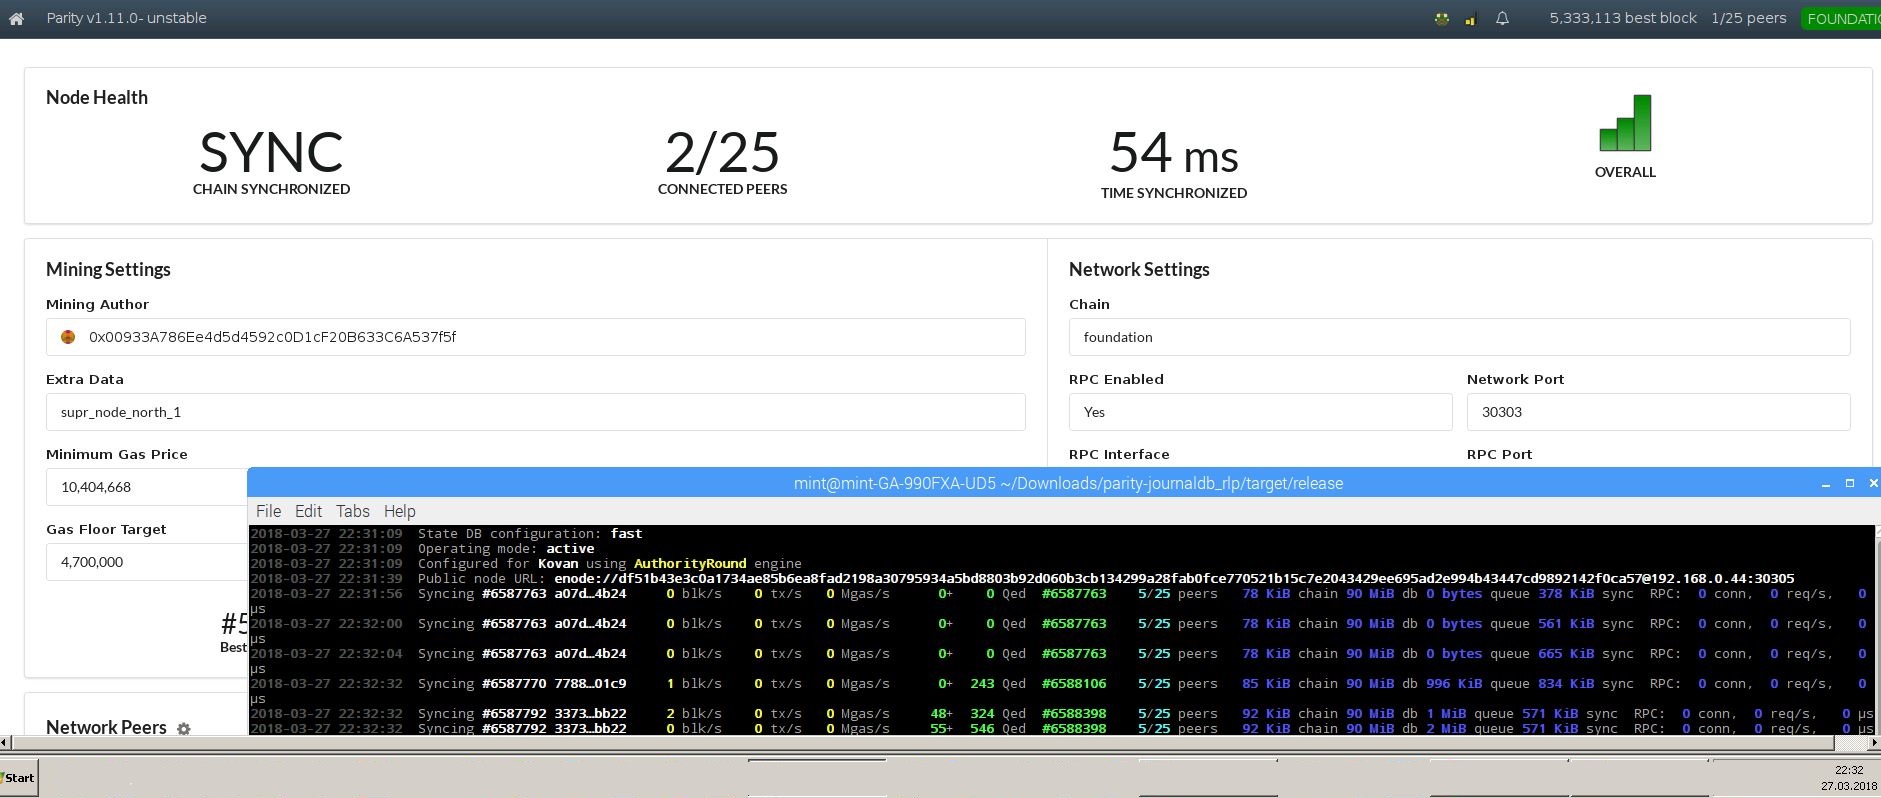 Parity v1.11.0- unstable
5,333,113 best block 1/25 peers FOUNDATIO
Node Health
SYNC
CHAIN SYNCHRONIZED
2/25
CONNECTED PEERS
54 ms
TIME SYNCHRONIZED
OVERALL
Mining Settings
Mining Author
0x00933A786Ee4d5d4592c0D1cF20B633C6A537f5f
Extra Data
supr_node_north_1
Minimum Gas Price
10,404,668
Gas Floor Target
4,700,000
#5
Best
Network Peers
Network Settings
Chain
foundation
RPC Enabled
Yes
Network Port
30303
RPC Interface
RPC Port
mint@mint-GA-990FXA-UD5 ~/Downloads/parity-journaldb_rlp/target/release
File Edit Tabs Help
2018-03-27 22:31:09 State DB configuration: fast
2018-03-27 22:31:09 Operating mode: active
2018-03-27 22:31:09 Configured for Kovan using AuthorityRound engine
2018-03-27 22:31:39 Public node URL: enode://df51b43e3c0a1734ae85b6ea8fad2198a30795934a5bd8803b92d060b3cb134299a28fab0fce770521b15c7e2043429ee695ad2e994b43447cd9892142f0ca57@192.168.0.44:30305
2018-03-27 22:31:56 Syncing #6587763 a07d…4b24 0 blk/s 0 tx/s 0 Mgas/s 0+ 0 Qed #6587763 5/25 peers 78 KiB chain 90 MiB db 0 bytes queue 378 KiB sync RPC: 0 conn, 0 req/s, 0
µs
2018-03-27 22:32:00 Syncing #6587763 a07d…4b24 0 blk/s 0 tx/s 0 Mgas/s 0+ 0 Qed #6587763 5/25 peers 78 KiB chain 90 MiB db 0 bytes queue 561 KiB sync RPC: 0 conn, 0 req/s, 0
µs
2018-03-27 22:32:04 Syncing #6587763 a07d…4b24 0 blk/s 0 tx/s 0 Mgas/s 0+ 0 Qed #6587763 5/25 peers 78 KiB chain 90 MiB db 0 bytes queue 665 KiB sync RPC: 0 conn, 0 req/s, 0
µs
2018-03-27 22:32:32 Syncing #6587770 7788…01c9 1 blk/s 0 tx/s 0 Mgas/s 0+ 243 Qed #6588106 5/25 peers 85 KiB chain 90 MiB db 996 KiB queue 834 KiB sync RPC: 0 conn, 0 req/s, 0
µs
2018-03-27 22:32:32 Syncing #6587792 3373…bb22 2 blk/s 0 tx/s 0 Mgas/s 48+ 324 Qed #6588398 5/25 peers 92 KiB chain 90 MiB db 1 MiB queue 571 KiB sync RPC: 0 conn, 0 req/s, 0 µs
2018-03-27 22:32:32 Syncing #6587792 3373…bb22 0 blk/s 0 tx/s 0 Mgas/s 55+ 546 Qed #6588398 5/25 peers 92 KiB chain 90 MiB db 2 MiB queue 571 KiB sync RPC: 0 conn, 0 req/s, 0 µs
Start
22:32
27.03.2018